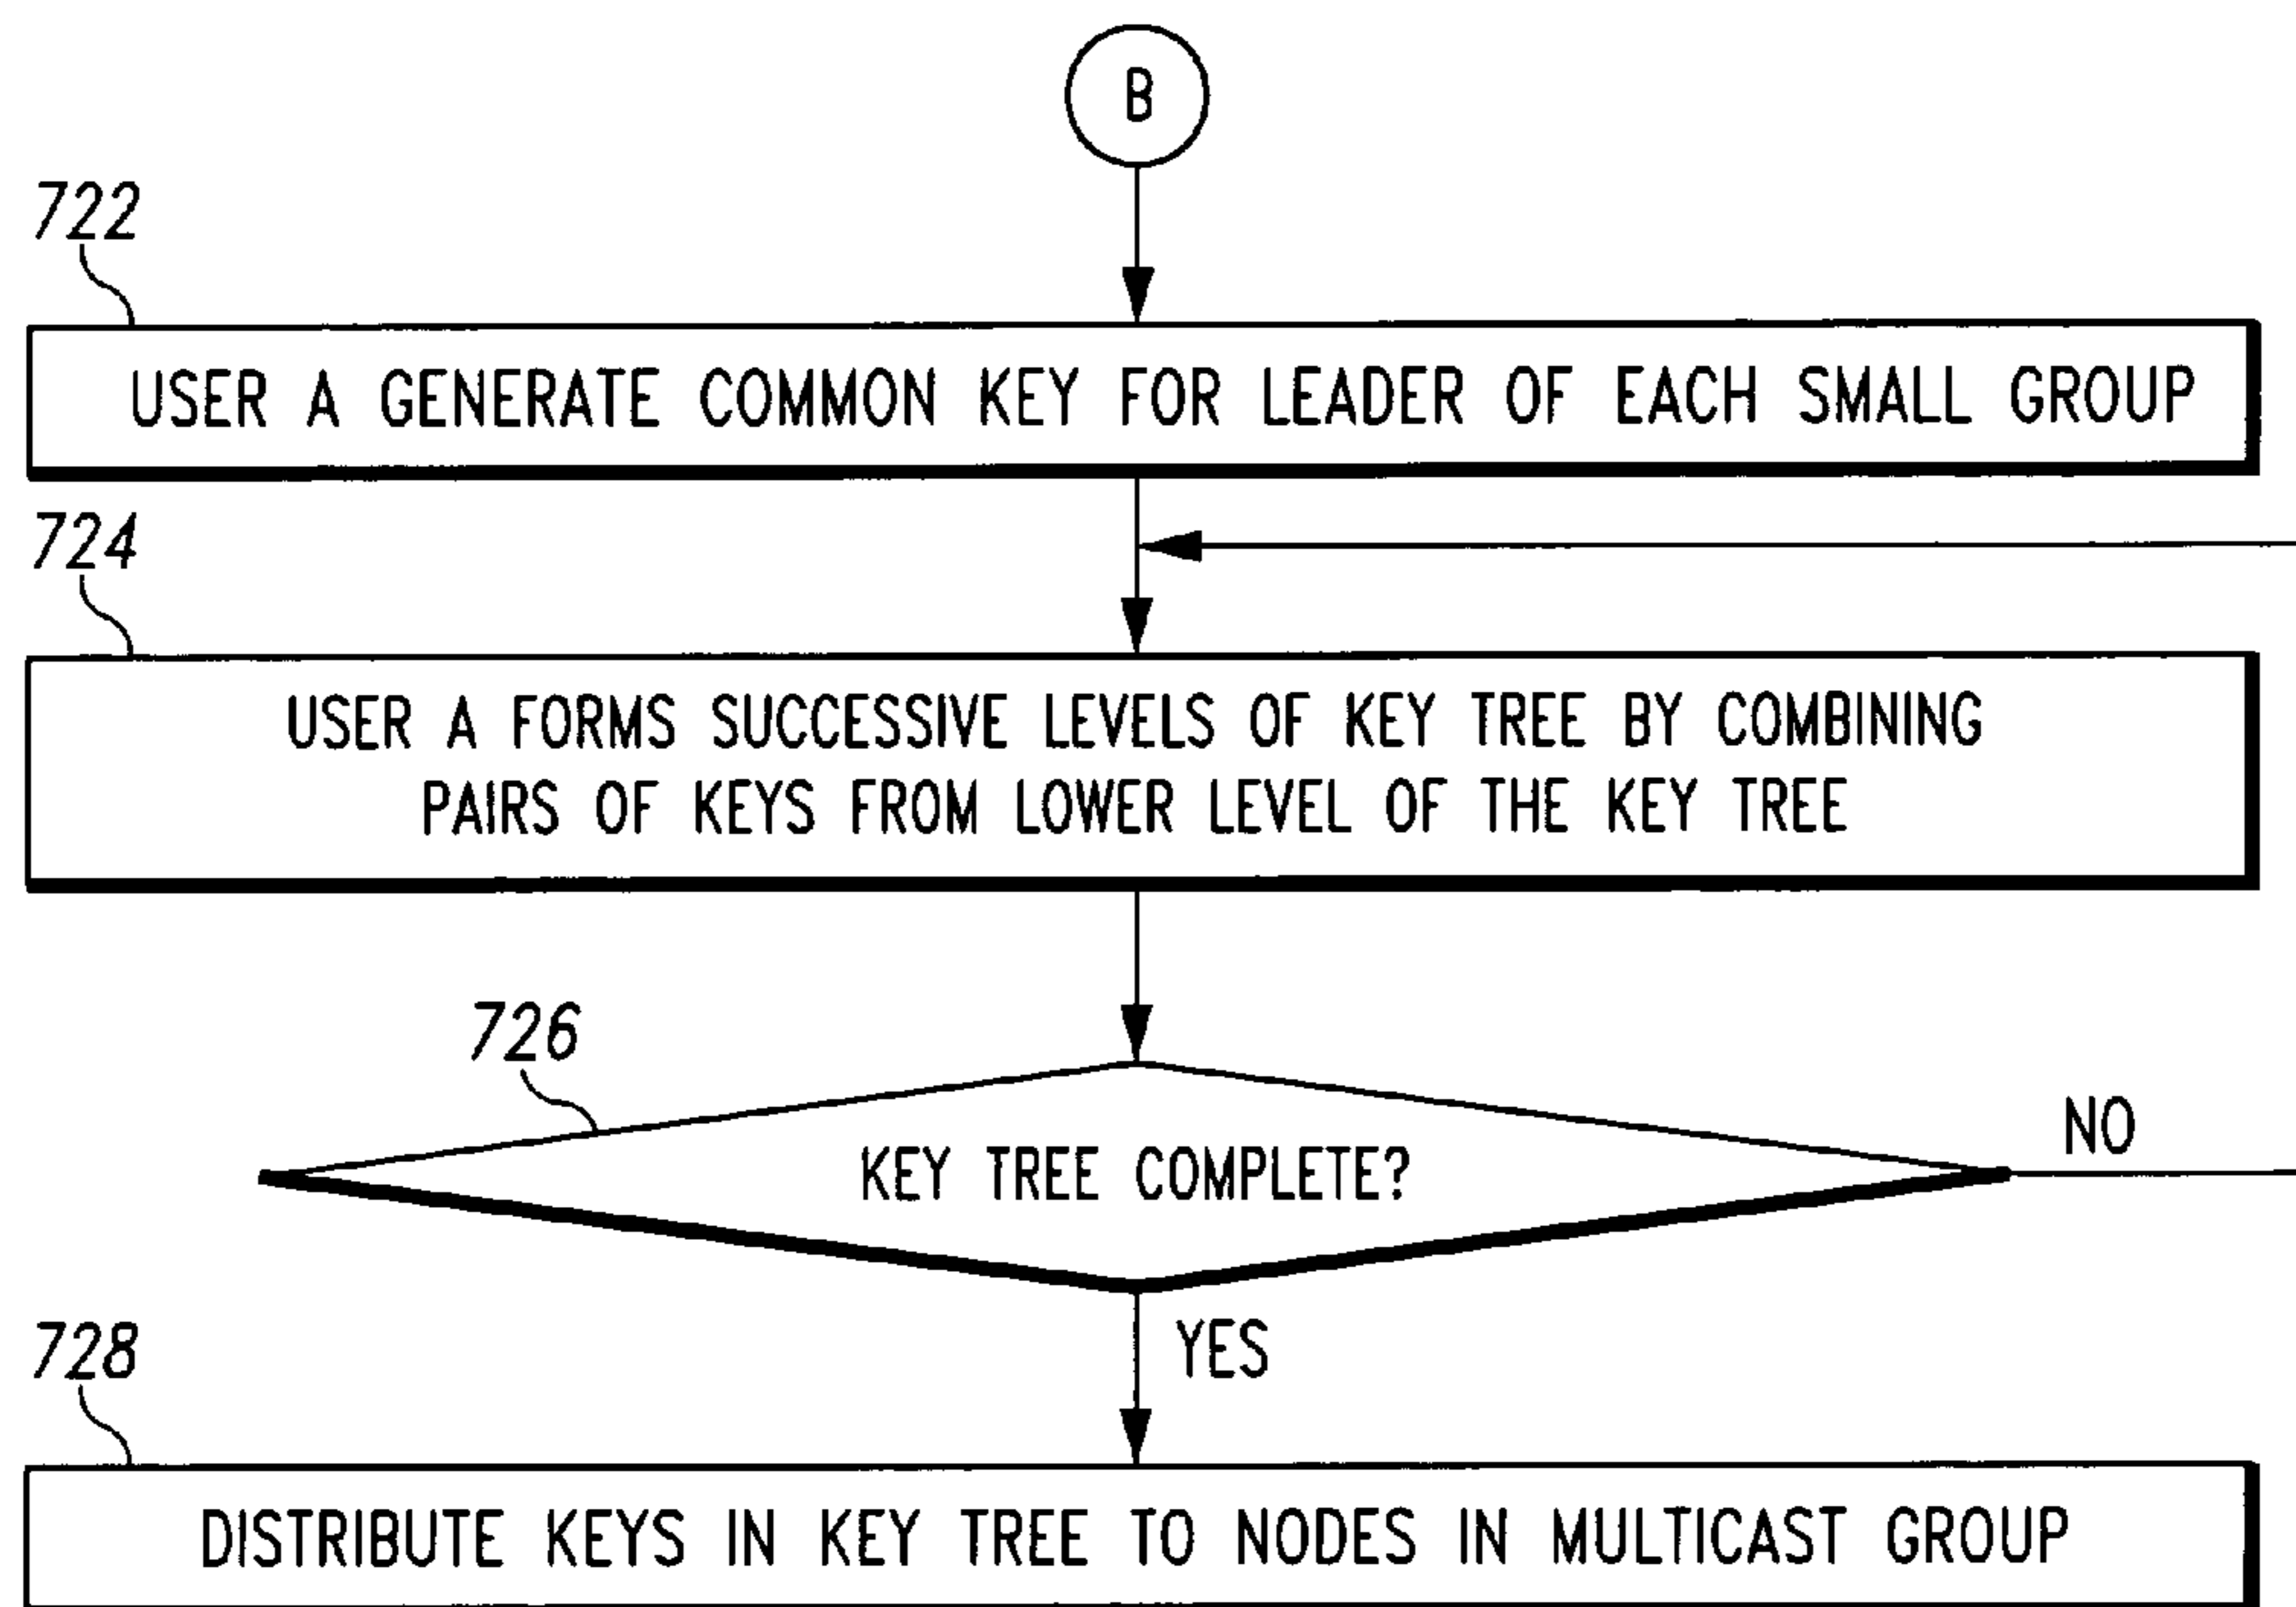 B
722
USER A GENERATE COMMON KEY FOR LEADER OF EACH SMALL GROUP
724
USER A FORMS SUCCESSIVE LEVELS OF KEY TREE BY COMBINING
PAIRS OF KEYS FROM LOWER LEVEL OF THE KEY TREE
726
KEY TREE COMPLETE?
NO
YES
728
DISTRIBUTE KEYS IN KEY TREE TO NODES IN MULTICAST GROUP